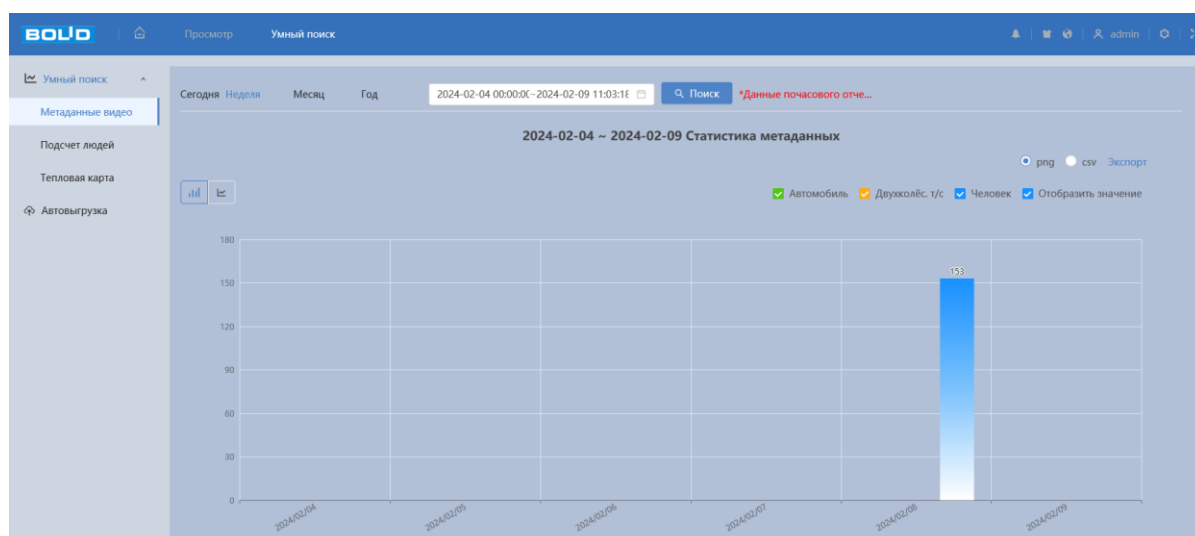 BOLID Просмотр Умный поиск admin
Умный поиск
Сегодня Неделя Месяц Год 2024-02-04 00:00:0(~2024-02-09 11:03:18 Поиск *Данные почасового отче...
Метаданные видео
2024-02-04 ~ 2024-02-09 Статистика метаданных
Подсчет людей
png csv Экспорт
Тепловая карта
Автомобиль Двухколёс. т/с Человек Отобразить значение
Автовыгрузка
180
153
150
120
90
60
30
0
2024/02/04 2024/02/05 2024/02/06 2024/02/07 2024/02/08 2024/02/09